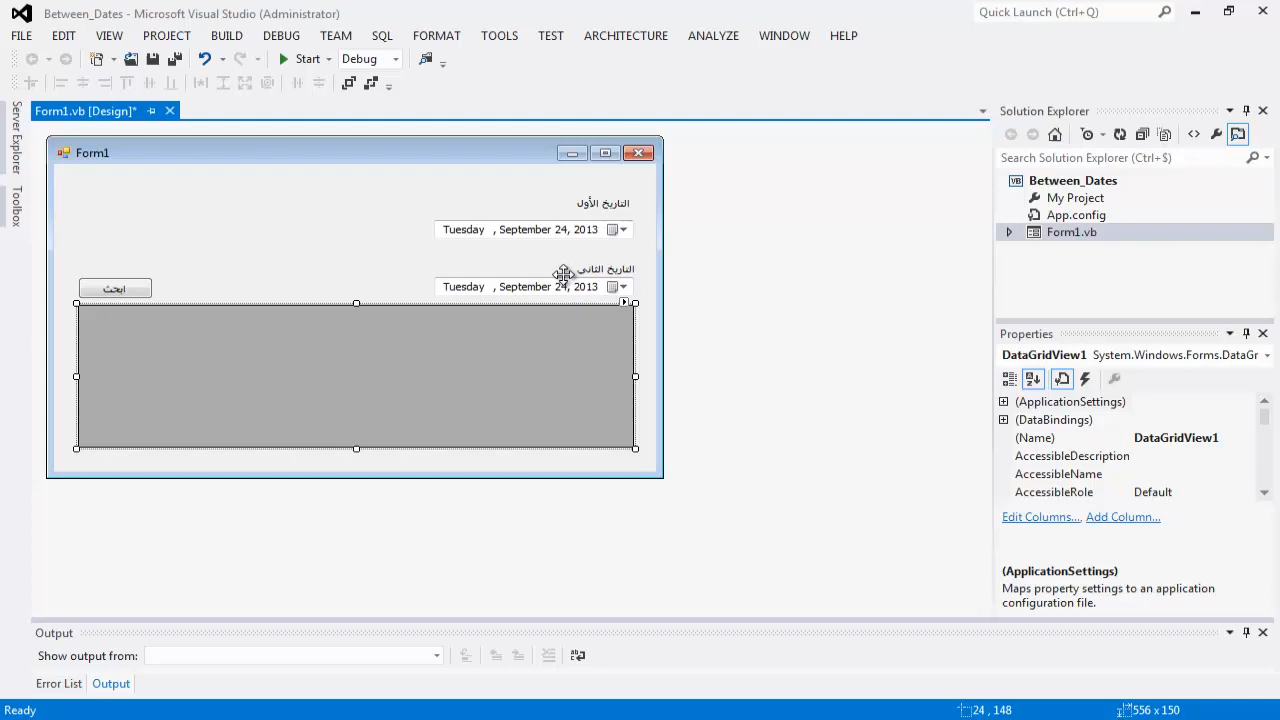 Between_Dates - Microsoft Visual Studio (Administrator)
Quick Launch (Ctrl+Q)
FILE EDIT VIEW PROJECT BUILD DEBUG TEAM SQL FORMAT TOOLS TEST ARCHITECTURE ANALYZE WINDOW HELP
Start Debug
Server Explorer
Toolbox
Form1.vb [Design]*
Form1
التاريخ الأول
Tuesday , September 24, 2013
التاريخ الثاني
Tuesday , September 24, 2013
ابحث
Solution Explorer
Search Solution Explorer (Ctrl+$)
Between_Dates
My Project
App.config
Form1.vb
Properties
DataGridView1 System.Windows.Forms.DataGr
(ApplicationSettings)
(DataBindings)
(Name) DataGridView1
AccessibleDescription
AccessibleName
AccessibleRole Default
Edit Columns..., Add Column...
(ApplicationSettings)
Maps property settings to an application
configuration file.
Output
Show output from:
Error List Output
Ready
24 , 148
556 x 150